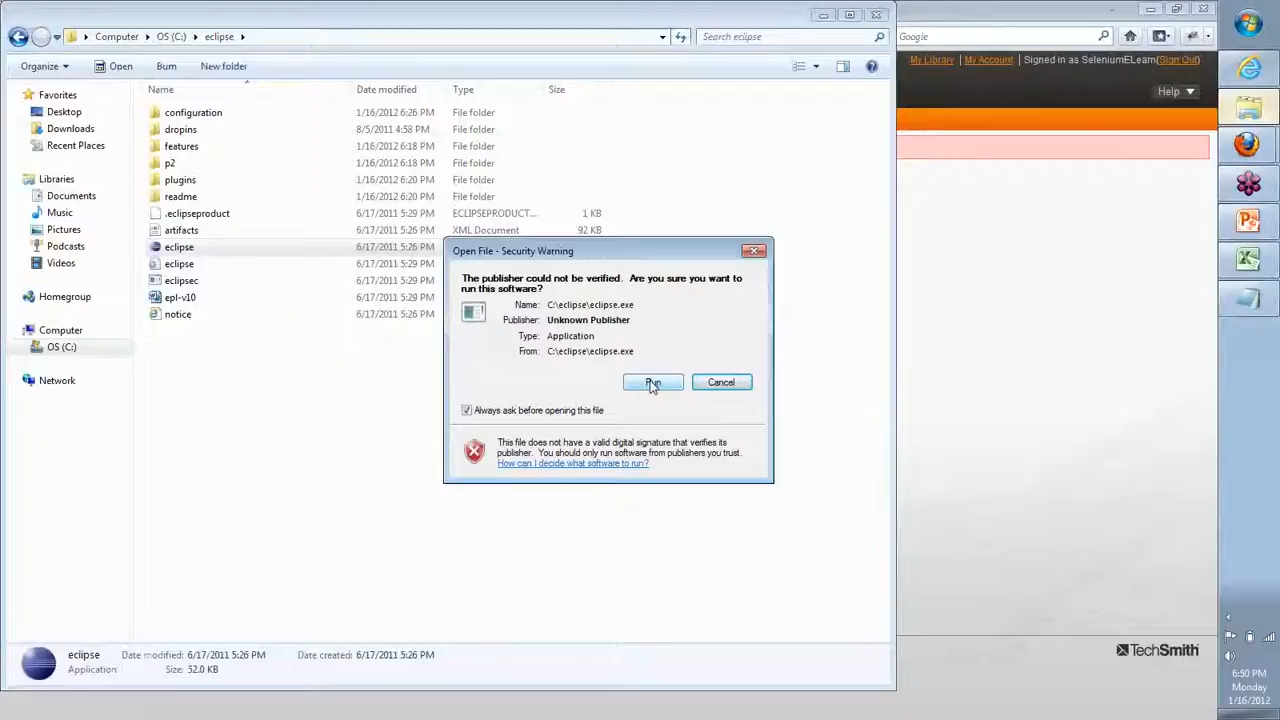 Computer OS (C:) eclipse
Search eclipse
Google
Organize Open Burn New folder
My Library | My Account | Signed in as SeleniumELearn(Sign Out)
Help
Name Date modified Type Size
Favorites
Desktop
Downloads
Recent Places
Libraries
Documents
Music
Pictures
Podcasts
Videos
Homegroup
Computer
OS (C:)
Network
configuration 1/16/2012 6:26 PM File folder
dropins 8/5/2011 4:58 PM File folder
features 1/16/2012 6:18 PM File folder
p2 1/16/2012 6:18 PM File folder
plugins 1/16/2012 6:20 PM File folder
readme 1/16/2012 6:20 PM File folder
.eclipseproduct 6/17/2011 5:29 PM ECLIPSEPRODUCT... 1 KB
artifacts 6/17/2011 5:26 PM XML Document 92 KB
eclipse 6/17/2011 5:26 PM
eclipse 6/17/2011 5:29 PM
eclipsec 6/17/2011 5:26 PM
epl-v10 6/17/2011 5:29 PM
notice 6/17/2011 5:26 PM
Open File - Security Warning
The publisher could not be verified. Are you sure you want to
run this software?
Name: C:\eclipse\eclipse.exe
Publisher: Unknown Publisher
Type: Application
From: C:\eclipse\eclipse.exe
Run Cancel
Always ask before opening this file
This file does not have a valid digital signature that verifies its
publisher. You should only run software from publishers you trust.
How can I decide what software to run?
eclipse Date modified: 6/17/2011 5:26 PM Date created: 6/17/2011 5:26 PM
Application Size: 52.0 KB
TechSmith
6:50 PM
Monday
1/16/2012